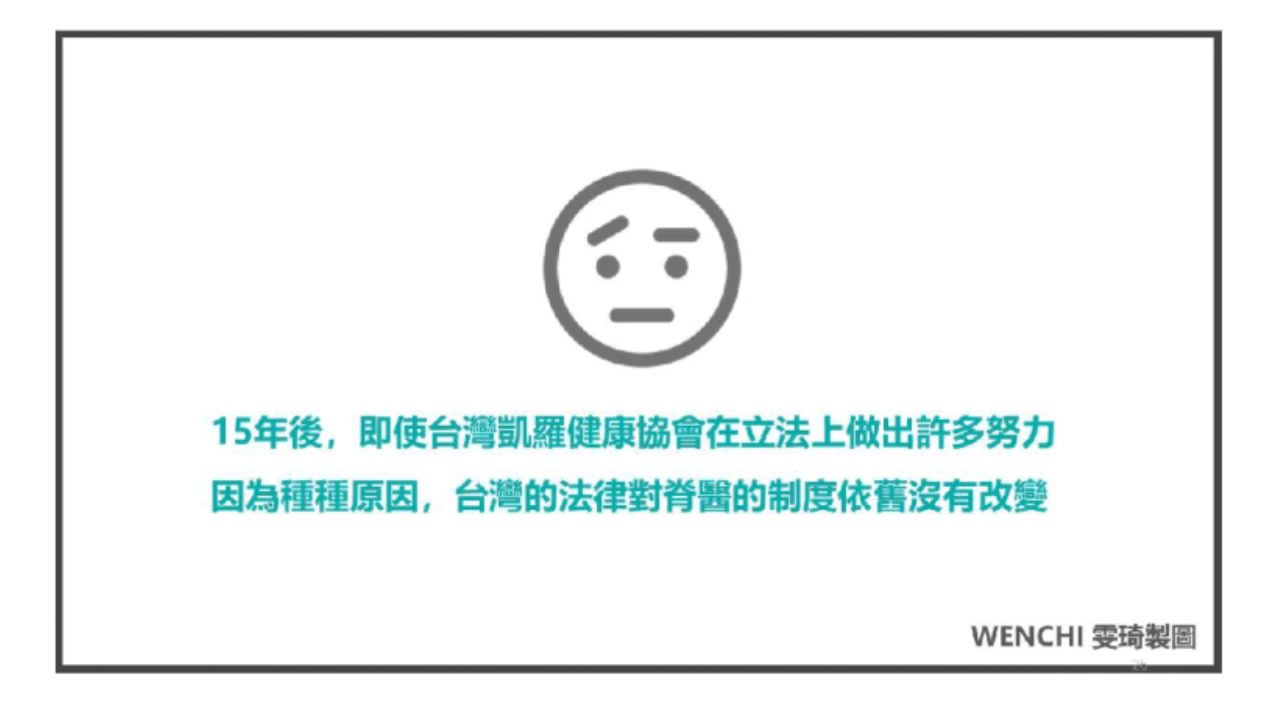 15年後，即使台灣凱羅健康協會在立法上做出許多努力
因為種種原因，台灣的法律對脊醫的制度依舊沒有改變
WENCHI 雯琦製圖
26